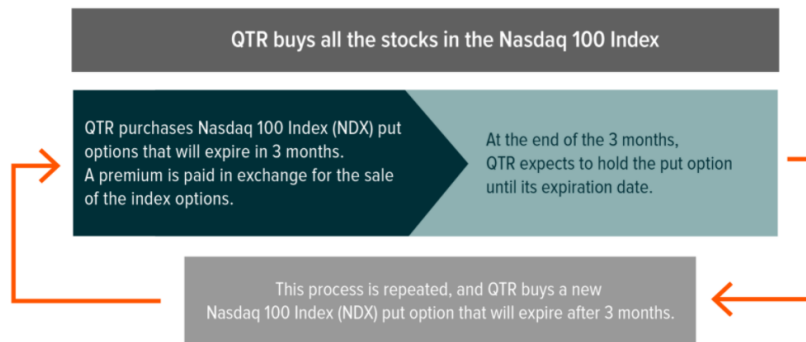 QTR buys all the stocks in the Nasdaq 100 Index
QTR purchases Nasdaq 100 Index (NDX) put
options that will expire in 3 months.
A premium is paid in exchange for the sale
of the index options.
At the end of the 3 months,
QTR expects to hold the put option
until its expiration date.
This process is repeated, and QTR buys a new
Nasdaq 100 Index (NDX) put option that will expire after 3 months.